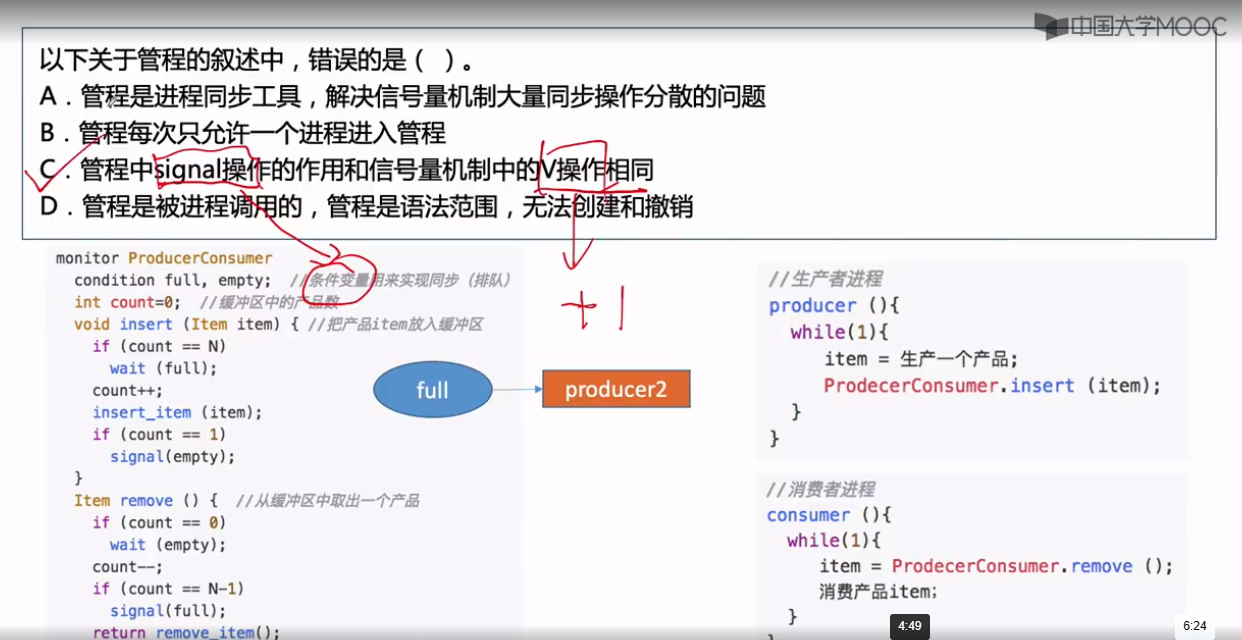 中国大学MOOC
以下关于管程的叙述中，错误的是（  ）。
A．管程是进程同步工具，解决信号量机制大量同步操作分散的问题
B．管程每次只允许一个进程进入管程
C．管程中signal操作的作用和信号量机制中的V操作相同
D．管程是被进程调用的，管程是语法范围，无法创建和撤销
+1
monitor ProducerConsumer
condition full, empty; //条件变量用来实现同步（排队）
int count=0; //缓冲区中的产品数
void insert (Item item) { //把产品item放入缓冲区
if (count == N)
wait (full);
count++;
insert_item (item);
if (count == 1)
signal(empty);
}
Item remove () { //从缓冲区中取出一个产品
if (count == 0)
wait (empty);
count--;
if (count == N-1)
signal(full);
return remove_item();
full
producer2
//生产者进程
producer (){
while(1){
item = 生产一个产品;
ProdecerConsumer.insert (item);
}
}
//消费者进程
consumer (){
while(1){
item = ProdecerConsumer.remove ();
消费产品item;
}
4:49
6:24